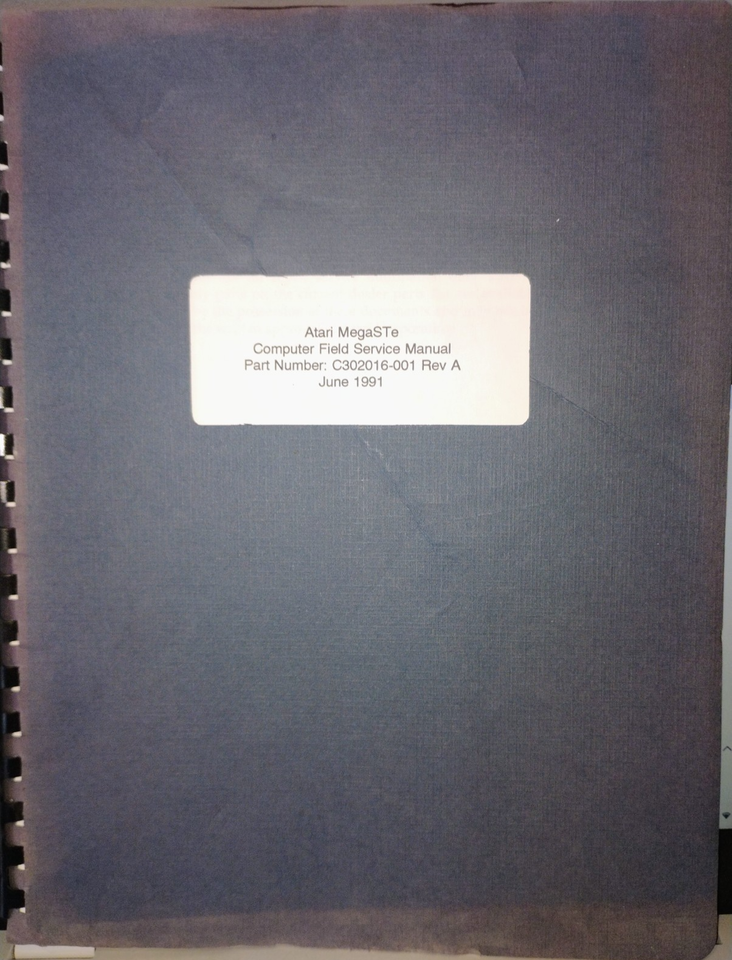 Atari MegaSTe
Computer Field Service Manual
Part Number: C302016-001 Rev A
June 1991